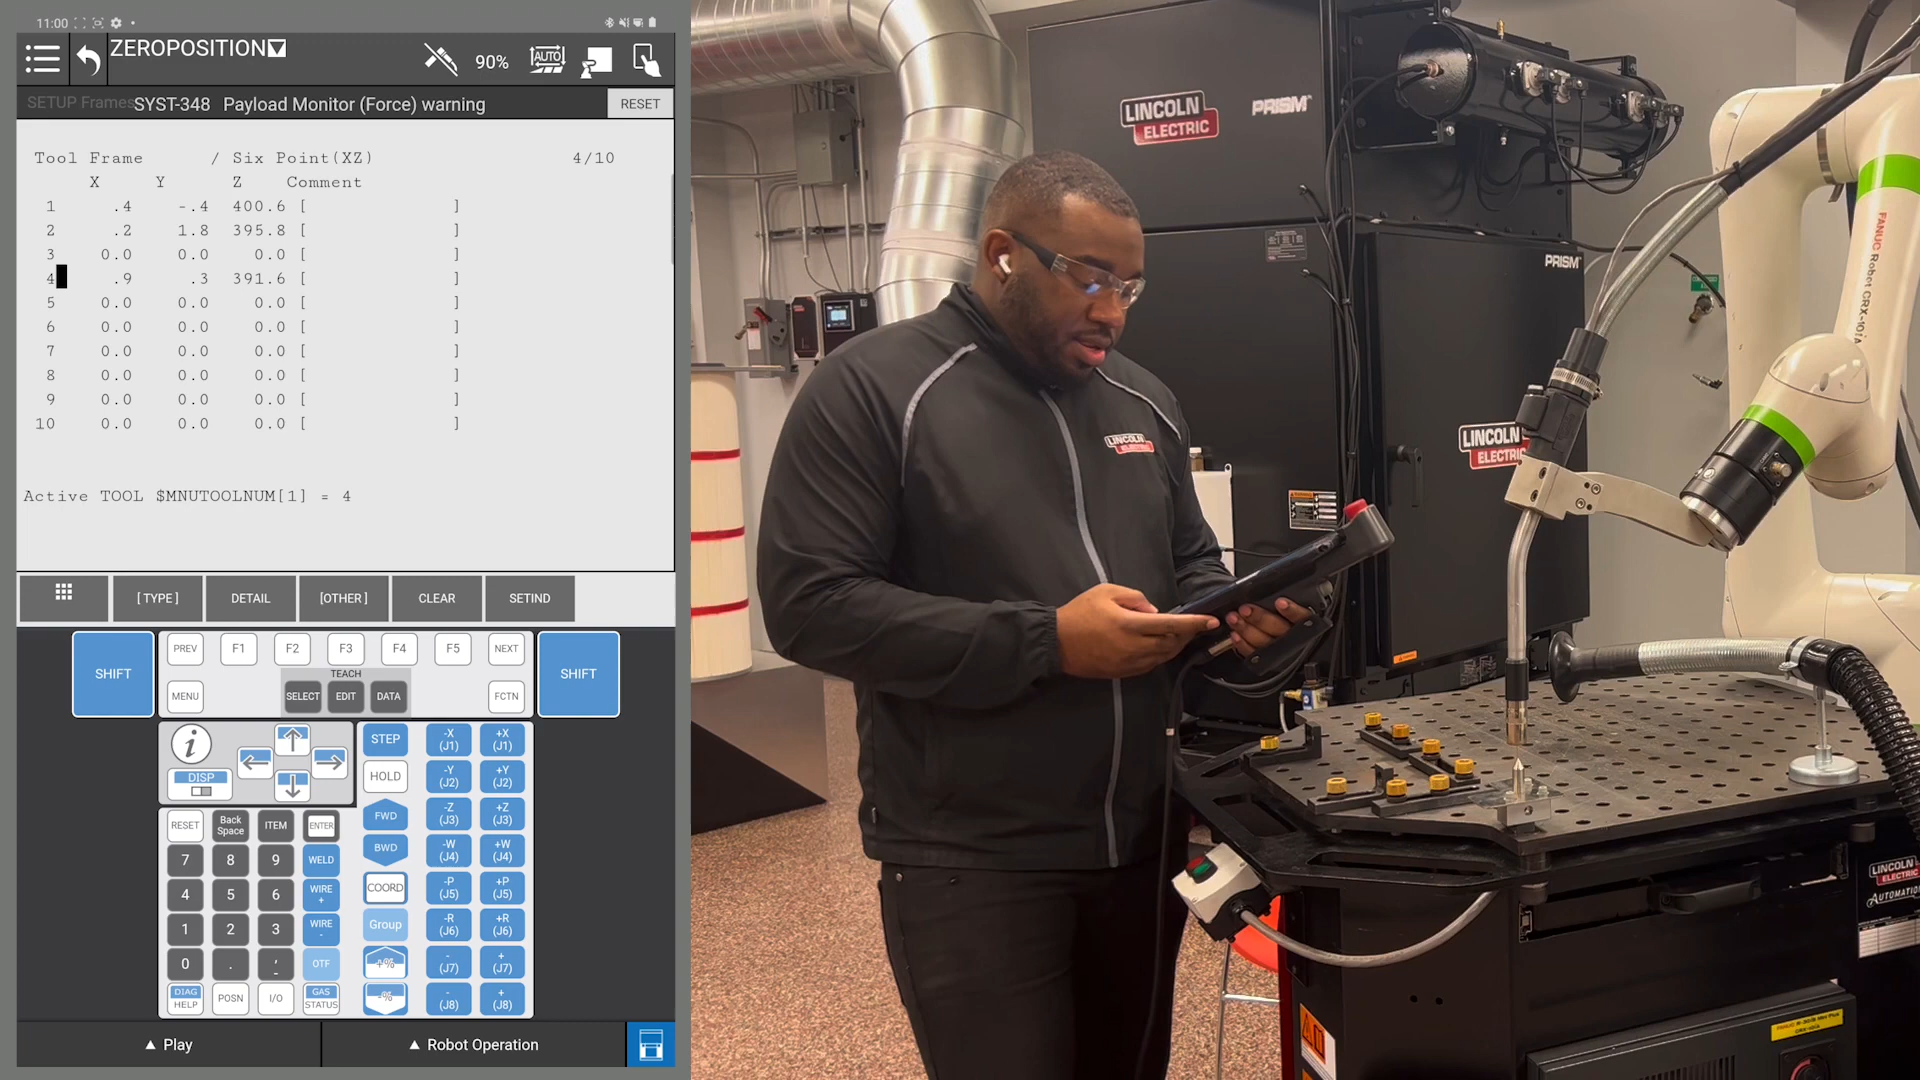 11:00
ZEROPOSITION
90%
AUTO
SETUP Frames
SYST-348 Payload Monitor (Force) warning
RESET
Tool Frame / Six Point(XZ) 4/10
X Y Z Comment
1 .4 -.4 400.6 [ ]
2 .2 1.8 395.8 [ ]
3 0.0 0.0 0.0 [ ]
4 .9 .3 391.6 [ ]
5 0.0 0.0 0.0 [ ]
6 0.0 0.0 0.0 [ ]
7 0.0 0.0 0.0 [ ]
8 0.0 0.0 0.0 [ ]
9 0.0 0.0 0.0 [ ]
10 0.0 0.0 0.0 [ ]
Active TOOL $MNUTOOLNUM[1] = 4
[ TYPE ] DETAIL [OTHER ] CLEAR SETIND
SHIFT PREV F1 F2 F3 F4 F5 NEXT SHIFT
TEACH
MENU SELECT EDIT DATA FCTN
i
DISP
RESET Back Space ITEM ENTER
7 8 9 WELD
4 5 6 WIRE +
1 2 3 WIRE -
0 . , - OTF
DIAG HELP POSN I/O GAS STATUS
STEP -X (J1) +X (J1)
HOLD -Y (J2) +Y (J2)
FWD -Z (J3) +Z (J3)
BWD -W (J4) +W (J4)
COORD -P (J5) +P (J5)
Group -R (J6) +R (J6)
+% - (J7) + (J7)
-% - (J8) + (J8)
▲ Play
▲ Robot Operation
LINCOLN
ELECTRIC
PRISM
PRISM
LINCOLN
ELECTRIC
LINCOLN
ELECTRIC
FANUC Robot CRX-10iA
LINCOLN
ELECTRIC
AUTOMATION